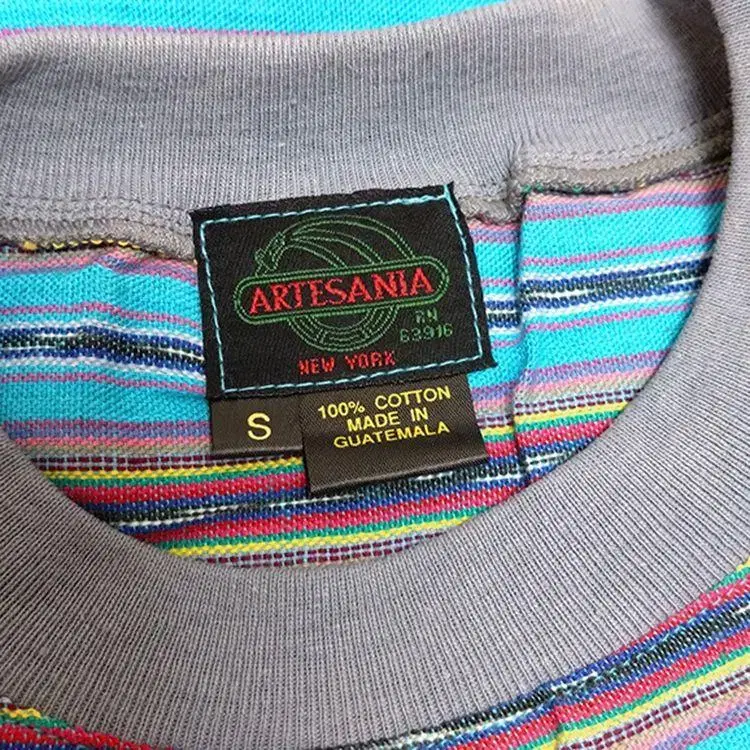 ARTESANIA
RN
63916
NEW YORK
S
100% COTTON
MADE IN
GUATEMALA